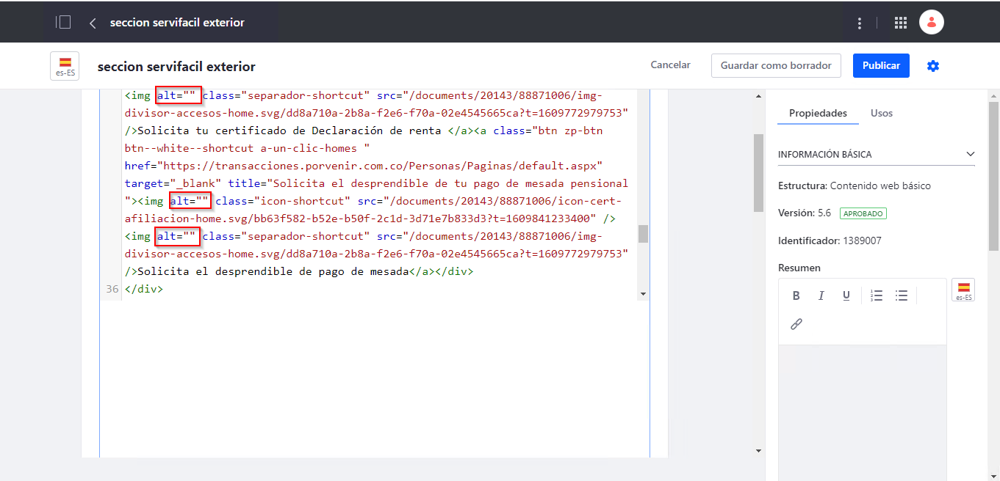 seccion servifacil exterior
es-ES
seccion servifacil exterior
Cancelar
Guardar como borrador
Publicar
<img alt="" class="separador-shortcut" src="/documents/20143/88871006/img-
divisor-accesos-home.svg/dd8a710a-2b8a-f2e6-f70a-02e4545665ca?t=1609772979753"
/>Solicita tu certificado de Declaración de renta </a><a class="btn zp-btn
btn--white--shortcut a-un-clic-homes "
href="https://transacciones.porvenir.com.co/Personas/Paginas/default.aspx"
target="_blank" title="Solicita el desprendible de tu pago de mesada pensional
"><img alt="" class="icon-shortcut" src="/documents/20143/88871006/icon-cert-
afiliacion-home.svg/bb63f582-b52e-b50f-2c1d-3d71e7b833d3?t=1609841233400" />
<img alt="" class="separador-shortcut" src="/documents/20143/88871006/img-
divisor-accesos-home.svg/dd8a710a-2b8a-f2e6-f70a-02e4545665ca?t=1609772979753"
/>Solicita el desprendible de pago de mesada</a></div>
36 </div>
Propiedades
Usos
INFORMACIÓN BÁSICA
Estructura: Contenido web básico
Versión: 5.6 APROBADO
Identificador: 1389007
Resumen
B I U
es-ES